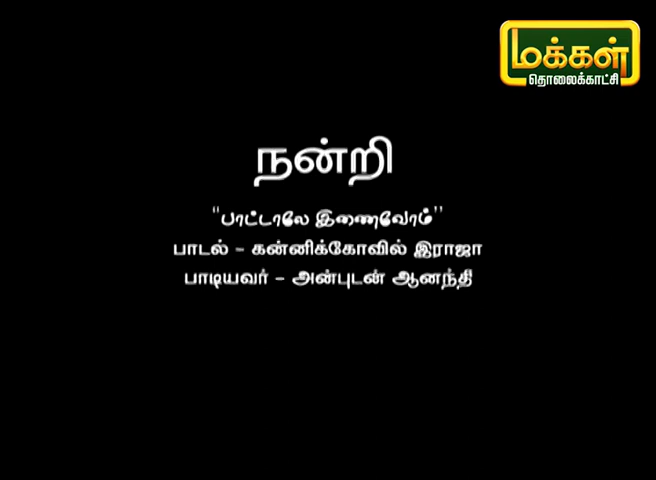 மக்கள்
தொலைக்காட்சி
நன்றி
"பாட்டாலே இணைவோம்"
பாடல் - கன்னிக்கோவில் இராஜா
பாடியவர் - அன்புடன் ஆனந்தி